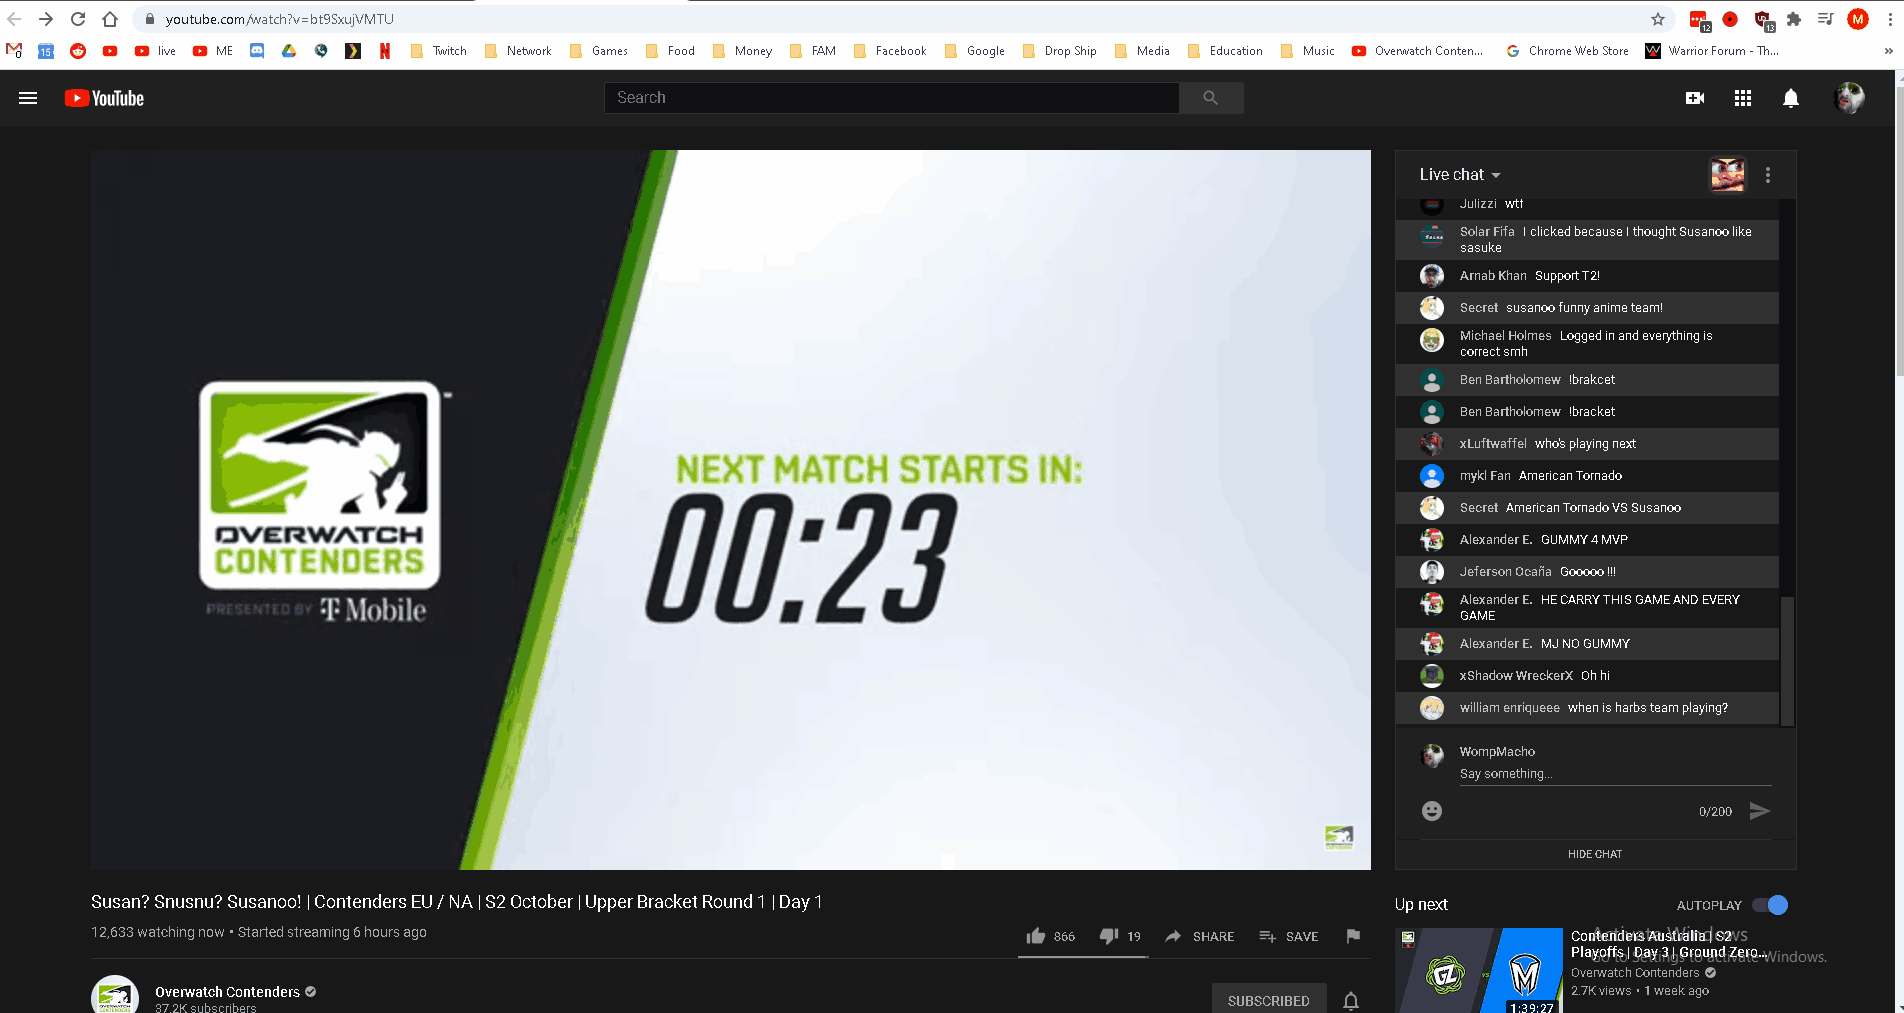 youtube.com/watch?v=bt9SxujVMTU
12
13
M
0
15
live
ME
Twitch
Network
Games
Food
Money
FAM
Facebook
Google
Drop Ship
Media
Education
Music
Overwatch Conten...
Chrome Web Store
Warrior Forum - Th...
»
YouTube
Search
OVERWATCH
CONTENDERS
PRESENTED BY T Mobile
NEXT MATCH STARTS IN:
00:23
Live chat
Julizzi wtf
Solar Fifa I clicked because I thought Susanoo like
sasuke
Arnab Khan Support T2!
Secret susanoo funny anime team!
Michael Holmes Logged in and everything is
correct smh
Ben Bartholomew !brakcet
Ben Bartholomew !bracket
xLuftwaffel who's playing next
mykl Fan American Tornado
Secret American Tornado VS Susanoo
Alexander E. GUMMY 4 MVP
Jeferson Ocaña Gooooo !!!
Alexander E. HE CARRY THIS GAME AND EVERY
GAME
Alexander E. MJ NO GUMMY
xShadow WreckerX Oh hi
william enriqueee when is harbs team playing?
WompMacho
Say something...
0/200
HIDE CHAT
Susan? Snusnu? Susanoo! | Contenders EU / NA | S2 October | Upper Bracket Round 1 | Day 1
12,633 watching now • Started streaming 6 hours ago
866
19
SHARE
SAVE
Overwatch Contenders
37.2K subscribers
SUBSCRIBED
Up next
AUTOPLAY
Contenders Australia | S2
Playoffs | Day 3 | Ground Zero...
Overwatch Contenders
2.7K views • 1 week ago
GZ
VS
M
1:39:27
Activate Windows
Go to Settings to activate Windows.